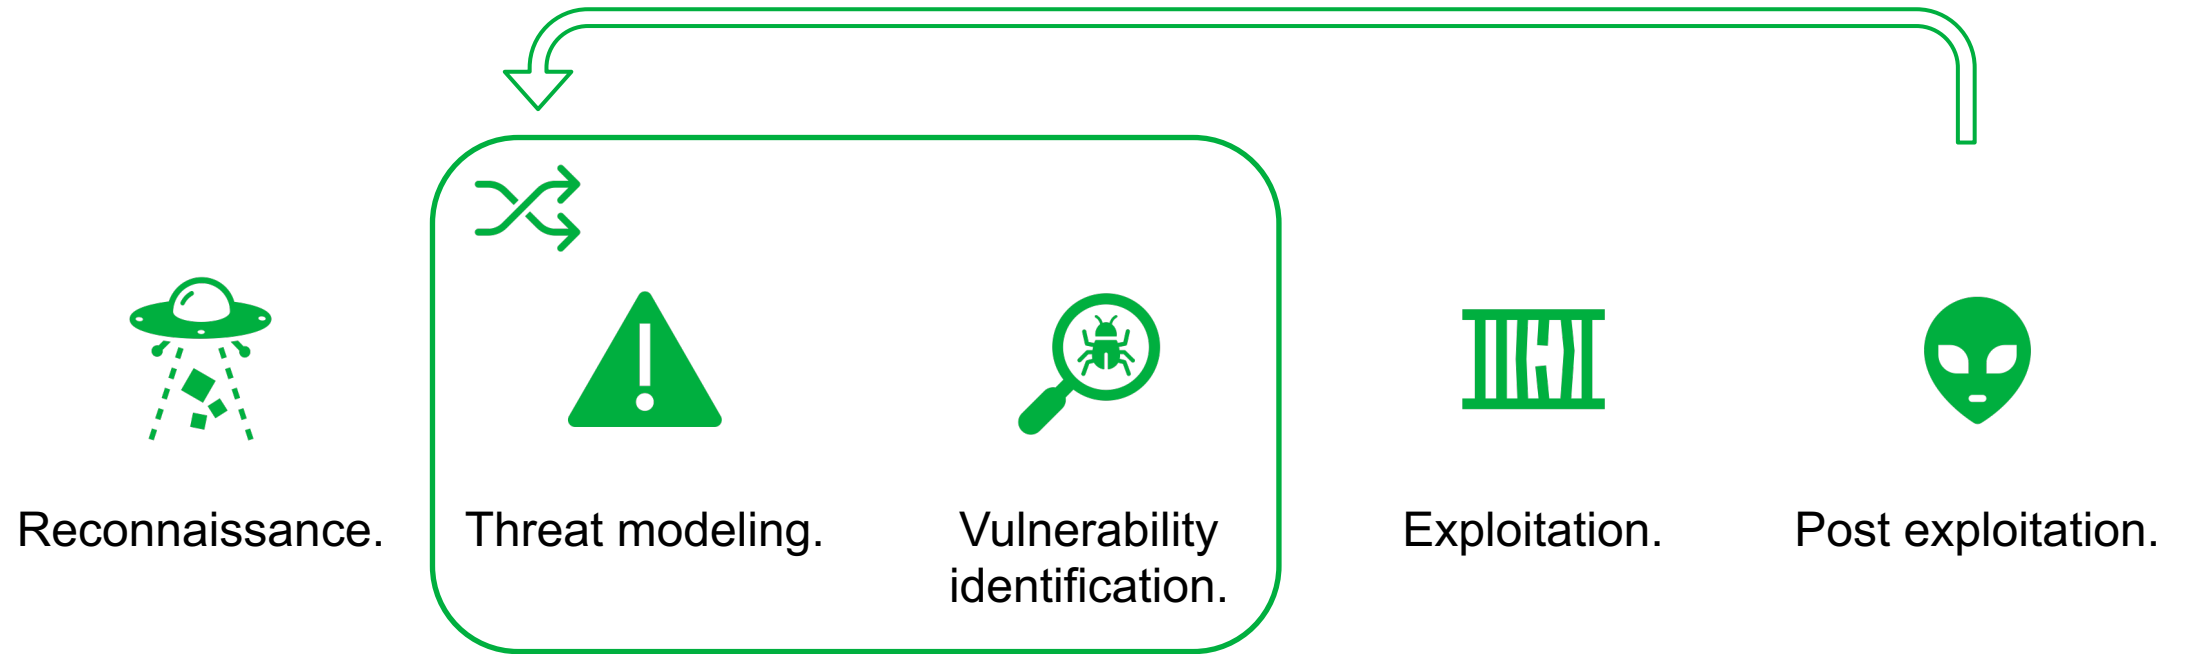 Reconnaissance.
Threat modeling.
Vulnerability
identification.
Exploitation.
Post exploitation.